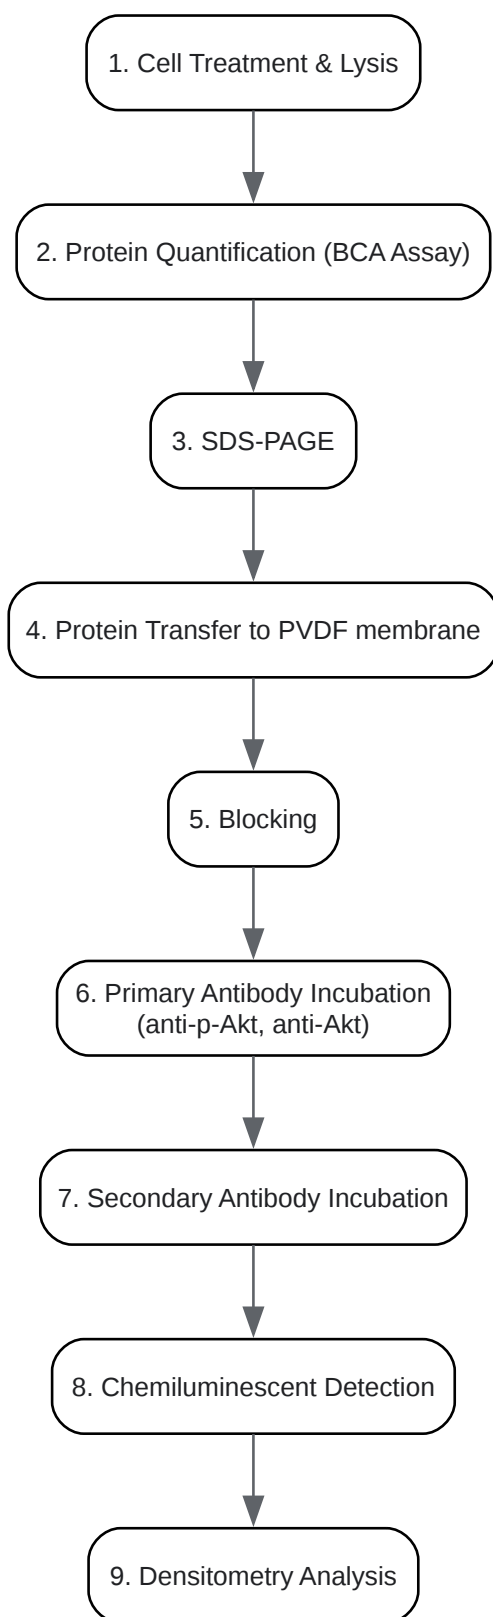 1. Cell Treatment & Lysis
2. Protein Quantification (BCA Assay)
3. SDS-PAGE
4. Protein Transfer to PVDF membrane
5. Blocking
6. Primary Antibody Incubation
(anti-p-Akt, anti-Akt)
7. Secondary Antibody Incubation
8. Chemiluminescent Detection
9. Densitometry Analysis